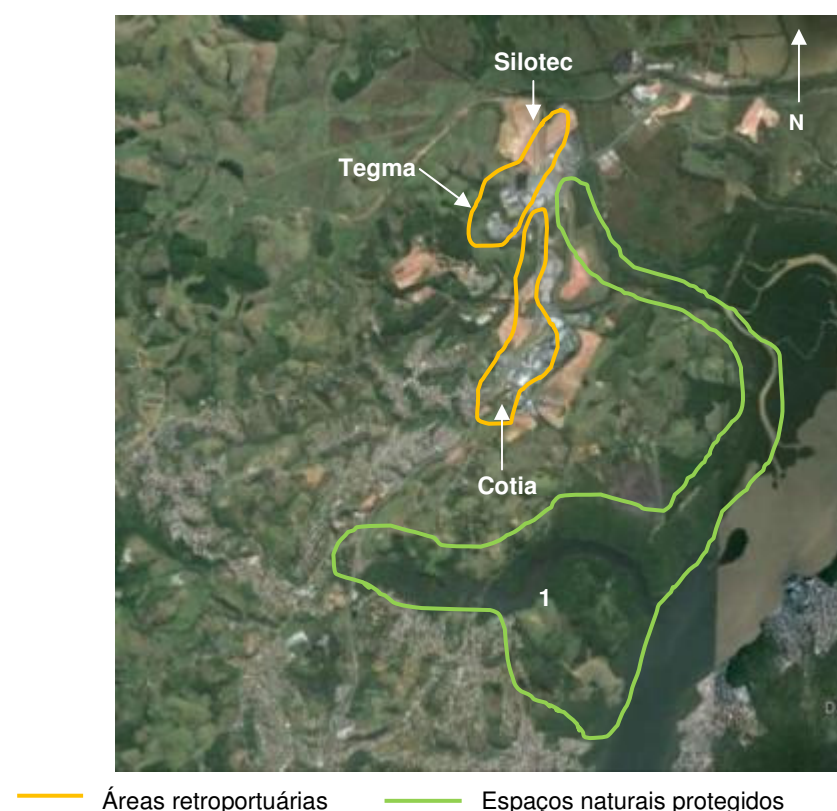 Silotec
N
Tegma
Cotia
1
D
Áreas retroportuárias
Espaços naturais protegidos